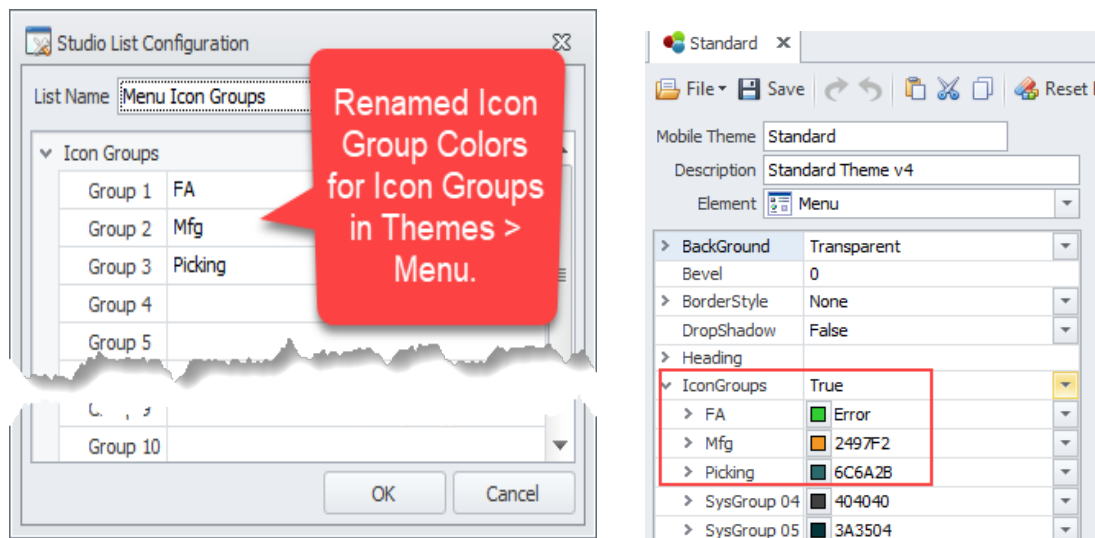 Studio List Configuration
List Name Menu Icon Groups
Icon Groups
Group 1 FA
Group 2 Mfg
Group 3 Picking
Group 4
Group 5
Group 10
OK Cancel
Renamed Icon
Group Colors
for Icon Groups
in Themes >
Menu.
Standard
File Save Reset
Mobile Theme Standard
Description Standard Theme v4
Element Menu
BackGround Transparent
Bevel 0
BorderStyle None
DropShadow False
Heading
IconGroups True
FA Error
Mfg 2497F2
Picking 6C6A2B
SysGroup 04 404040
SysGroup 05 3A3504